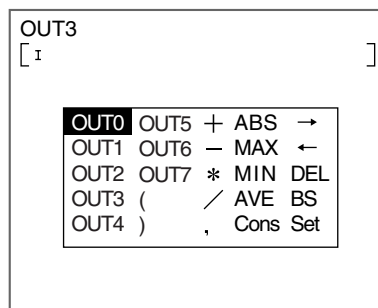 OUT3
[I ]
OUT0 OUT5 + ABS →
OUT1 OUT6 − MAX ←
OUT2 OUT7 * MIN DEL
OUT3 ( / AVE BS
OUT4 ) , Cons Set